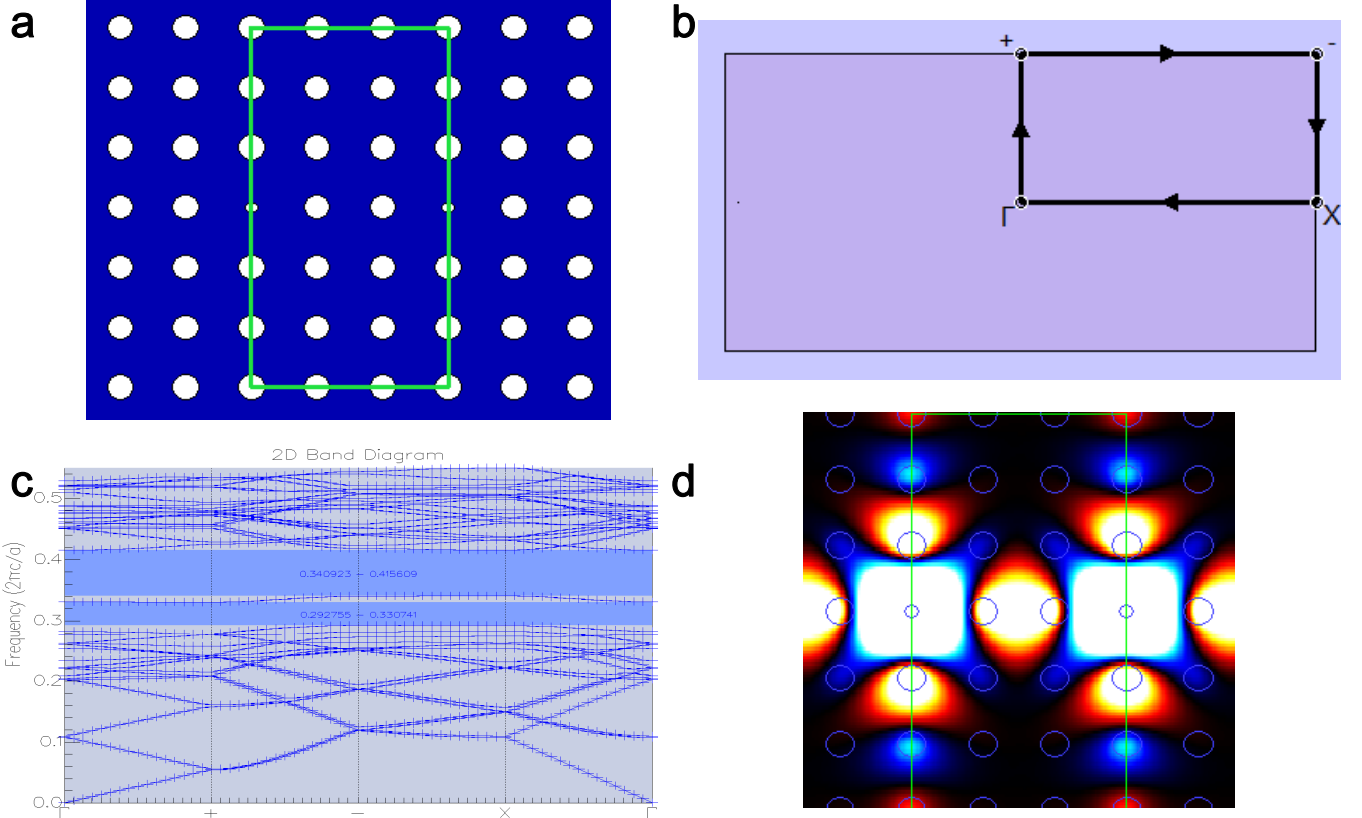 a
b
+
-
Γ
X
c
2D Band Diagram
Frequency (2πc/a)
0.5
0.4
0.3
0.2
0.1
0.0
0.340923 – 0.415609
0.292755 – 0.330741
Γ + – X Γ
d